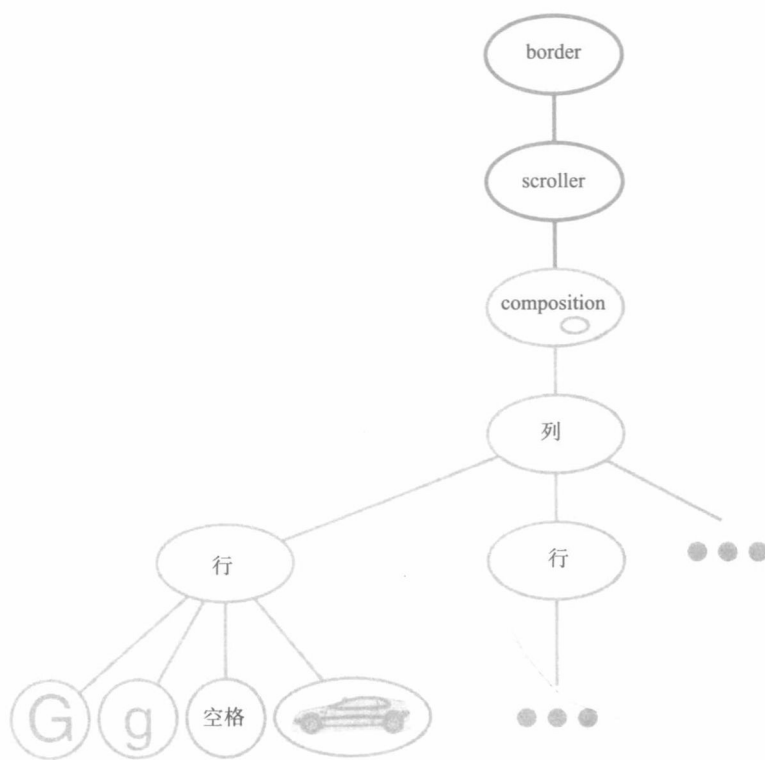 border
scroller
composition
列
行
行
G
g
空格